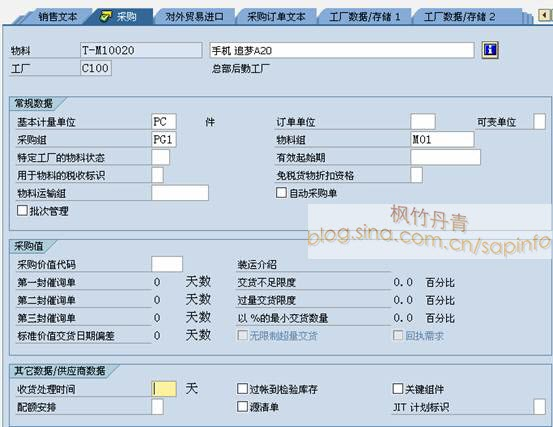 销售文本 采购 对外贸易进口 采购订单文本 工厂数据/存储 1 工厂数据/存储 2
物料 T-M10020 手机 追梦A20
工厂 C100 总部后勤工厂
常规数据
基本计量单位 PC 件 订单单位 可变单位
采购组 PG1 物料组 M01
特定工厂的物料状态 有效起始期
用于物料的税收标识 免税货物折扣资格
物料运输组 自动采购单
批次管理
枫竹丹青
blog.sina.com.cn/sapinfo
采购值
采购价值代码 装运介绍
第一封催询单 0 天数 交货不足限度 0.0 百分比
第二封催询单 0 天数 过量交货限度 0.0 百分比
第三封催询单 0 天数 以 %的最小交货数量 0.0 百分比
标准价值交货日期偏差 0 天数 无限制超量交货 回执需求
其它数据/供应商数据
收货处理时间 天 过帐到检验库存 关键组件
配额安排 源清单 JIT 计划标识